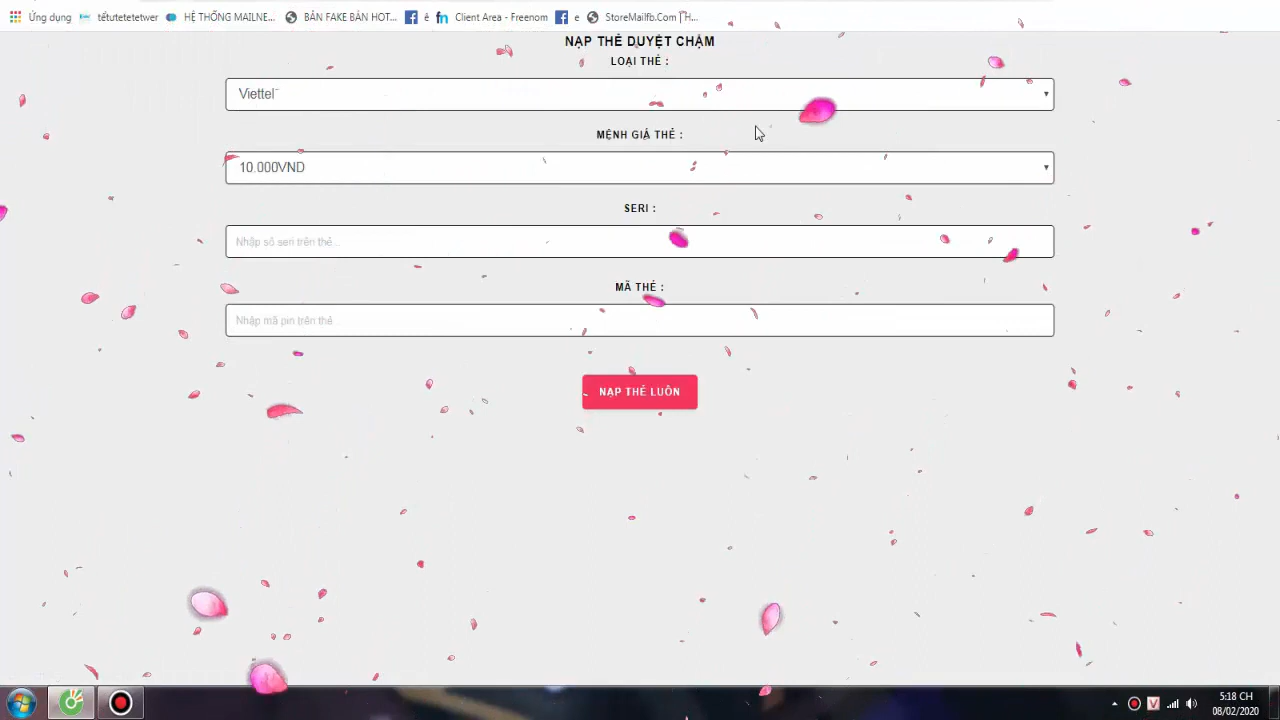 Ứng dụng tếtutetetetwer HỆ THỐNG MAILNE... BẢN FAKE BÁN HOT... ê Client Area - Freenom e StoreMailfb.Com | H...
NẠP THẺ DUYỆT CHẬM
LOẠI THẺ :
Viettel
MỆNH GIÁ THẺ :
10.000VND
SERI :
Nhập số seri trên thẻ...
MÃ THẺ :
Nhập mã pin trên thẻ...
NẠP THẺ LUÔN
5:18 CH
08/02/2020